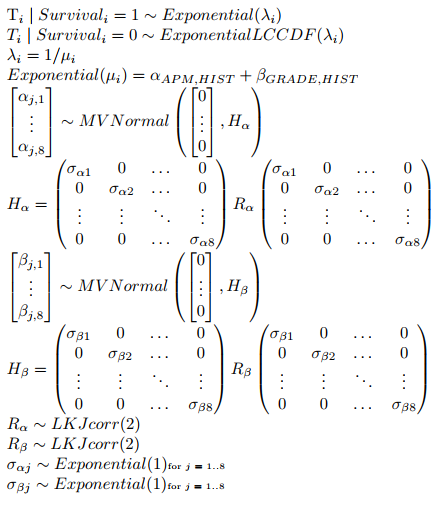 T_i | Survival_i = 1 ∼ Exponential(λ_i)
T_i | Survival_i = 0 ∼ ExponentialLCCDF(λ_i)
λ_i = 1/μ_i
Exponential(μ_i) = α_{APM,HIST} + β_{GRADE,HIST}
[α_{j,1} ⋮ α_{j,8}] ∼ MVNormal([0 ⋮ 0], H_α)
H_α = (σ_{α1} 0 … 0; 0 σ_{α2} … 0; ⋮ ⋮ ⋱ ⋮; 0 0 … σ_{α8}) R_α (σ_{α1} 0 … 0; 0 σ_{α2} … 0; ⋮ ⋮ ⋱ ⋮; 0 0 … σ_{α8})
[β_{j,1} ⋮ β_{j,8}] ∼ MVNormal([0 ⋮ 0], H_β)
H_β = (σ_{β1} 0 … 0; 0 σ_{β2} … 0; ⋮ ⋮ ⋱ ⋮; 0 0 … σ_{β8}) R_β (σ_{β1} 0 … 0; 0 σ_{β2} … 0; ⋮ ⋮ ⋱ ⋮; 0 0 … σ_{β8})
R_α ∼ LKJcorr(2)
R_β ∼ LKJcorr(2)
σ_{αj} ∼ Exponential(1)_{for j = 1..8}
σ_{βj} ∼ Exponential(1)_{for j = 1..8}